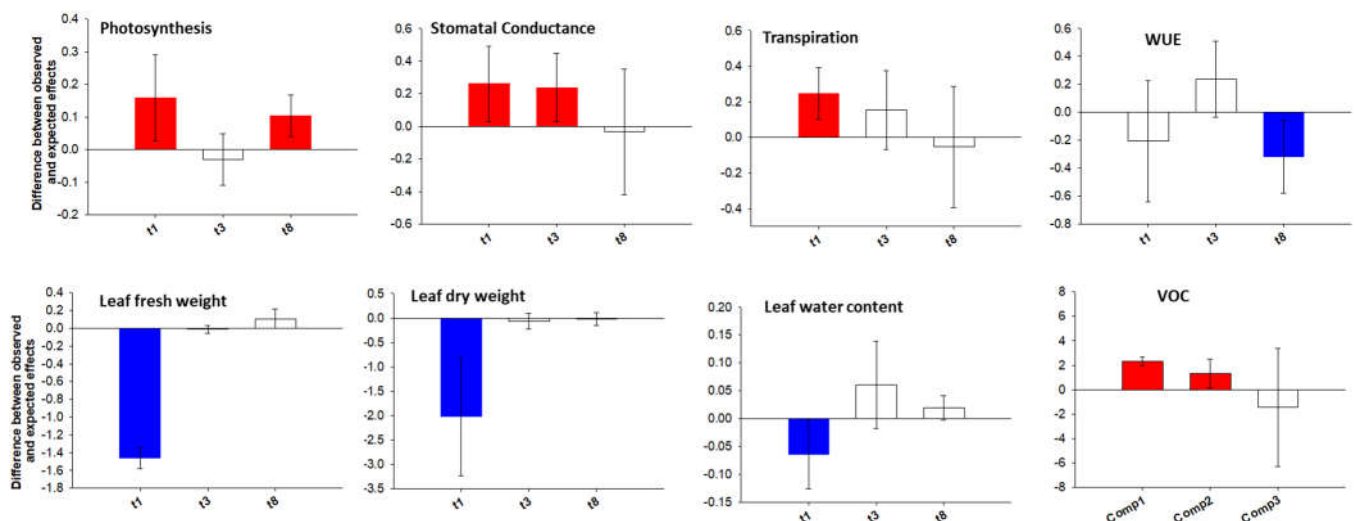 Photosynthesis
Difference between observed
and expected effects
0.4
0.3
0.2
0.1
0.0
-0.1
-0.2
t1
t3
t8
Stomatal Conductance
0.6
0.4
0.2
0.0
-0.2
-0.4
-0.6
t1
t3
t8
Transpiration
0.6
0.4
0.2
0.0
-0.2
-0.4
t1
t3
t8
WUE
0.6
0.4
0.2
0.0
-0.2
-0.4
-0.6
-0.8
t1
t3
t8
Leaf fresh weight
Difference between observed
and expected effects
0.4
0.2
0.0
-0.2
-0.4
-0.6
-0.8
-1.0
-1.2
-1.4
-1.6
-1.8
t1
t3
t8
Leaf dry weight
0.5
0.0
-0.5
-1.0
-1.5
-2.0
-2.5
-3.0
-3.5
t1
t3
t8
Leaf water content
0.20
0.15
0.10
0.05
0.00
-0.05
-0.10
-0.15
t1
t3
t8
VOC
8
6
4
2
0
-2
-4
-6
-8
Comp1
Comp2
Comp3